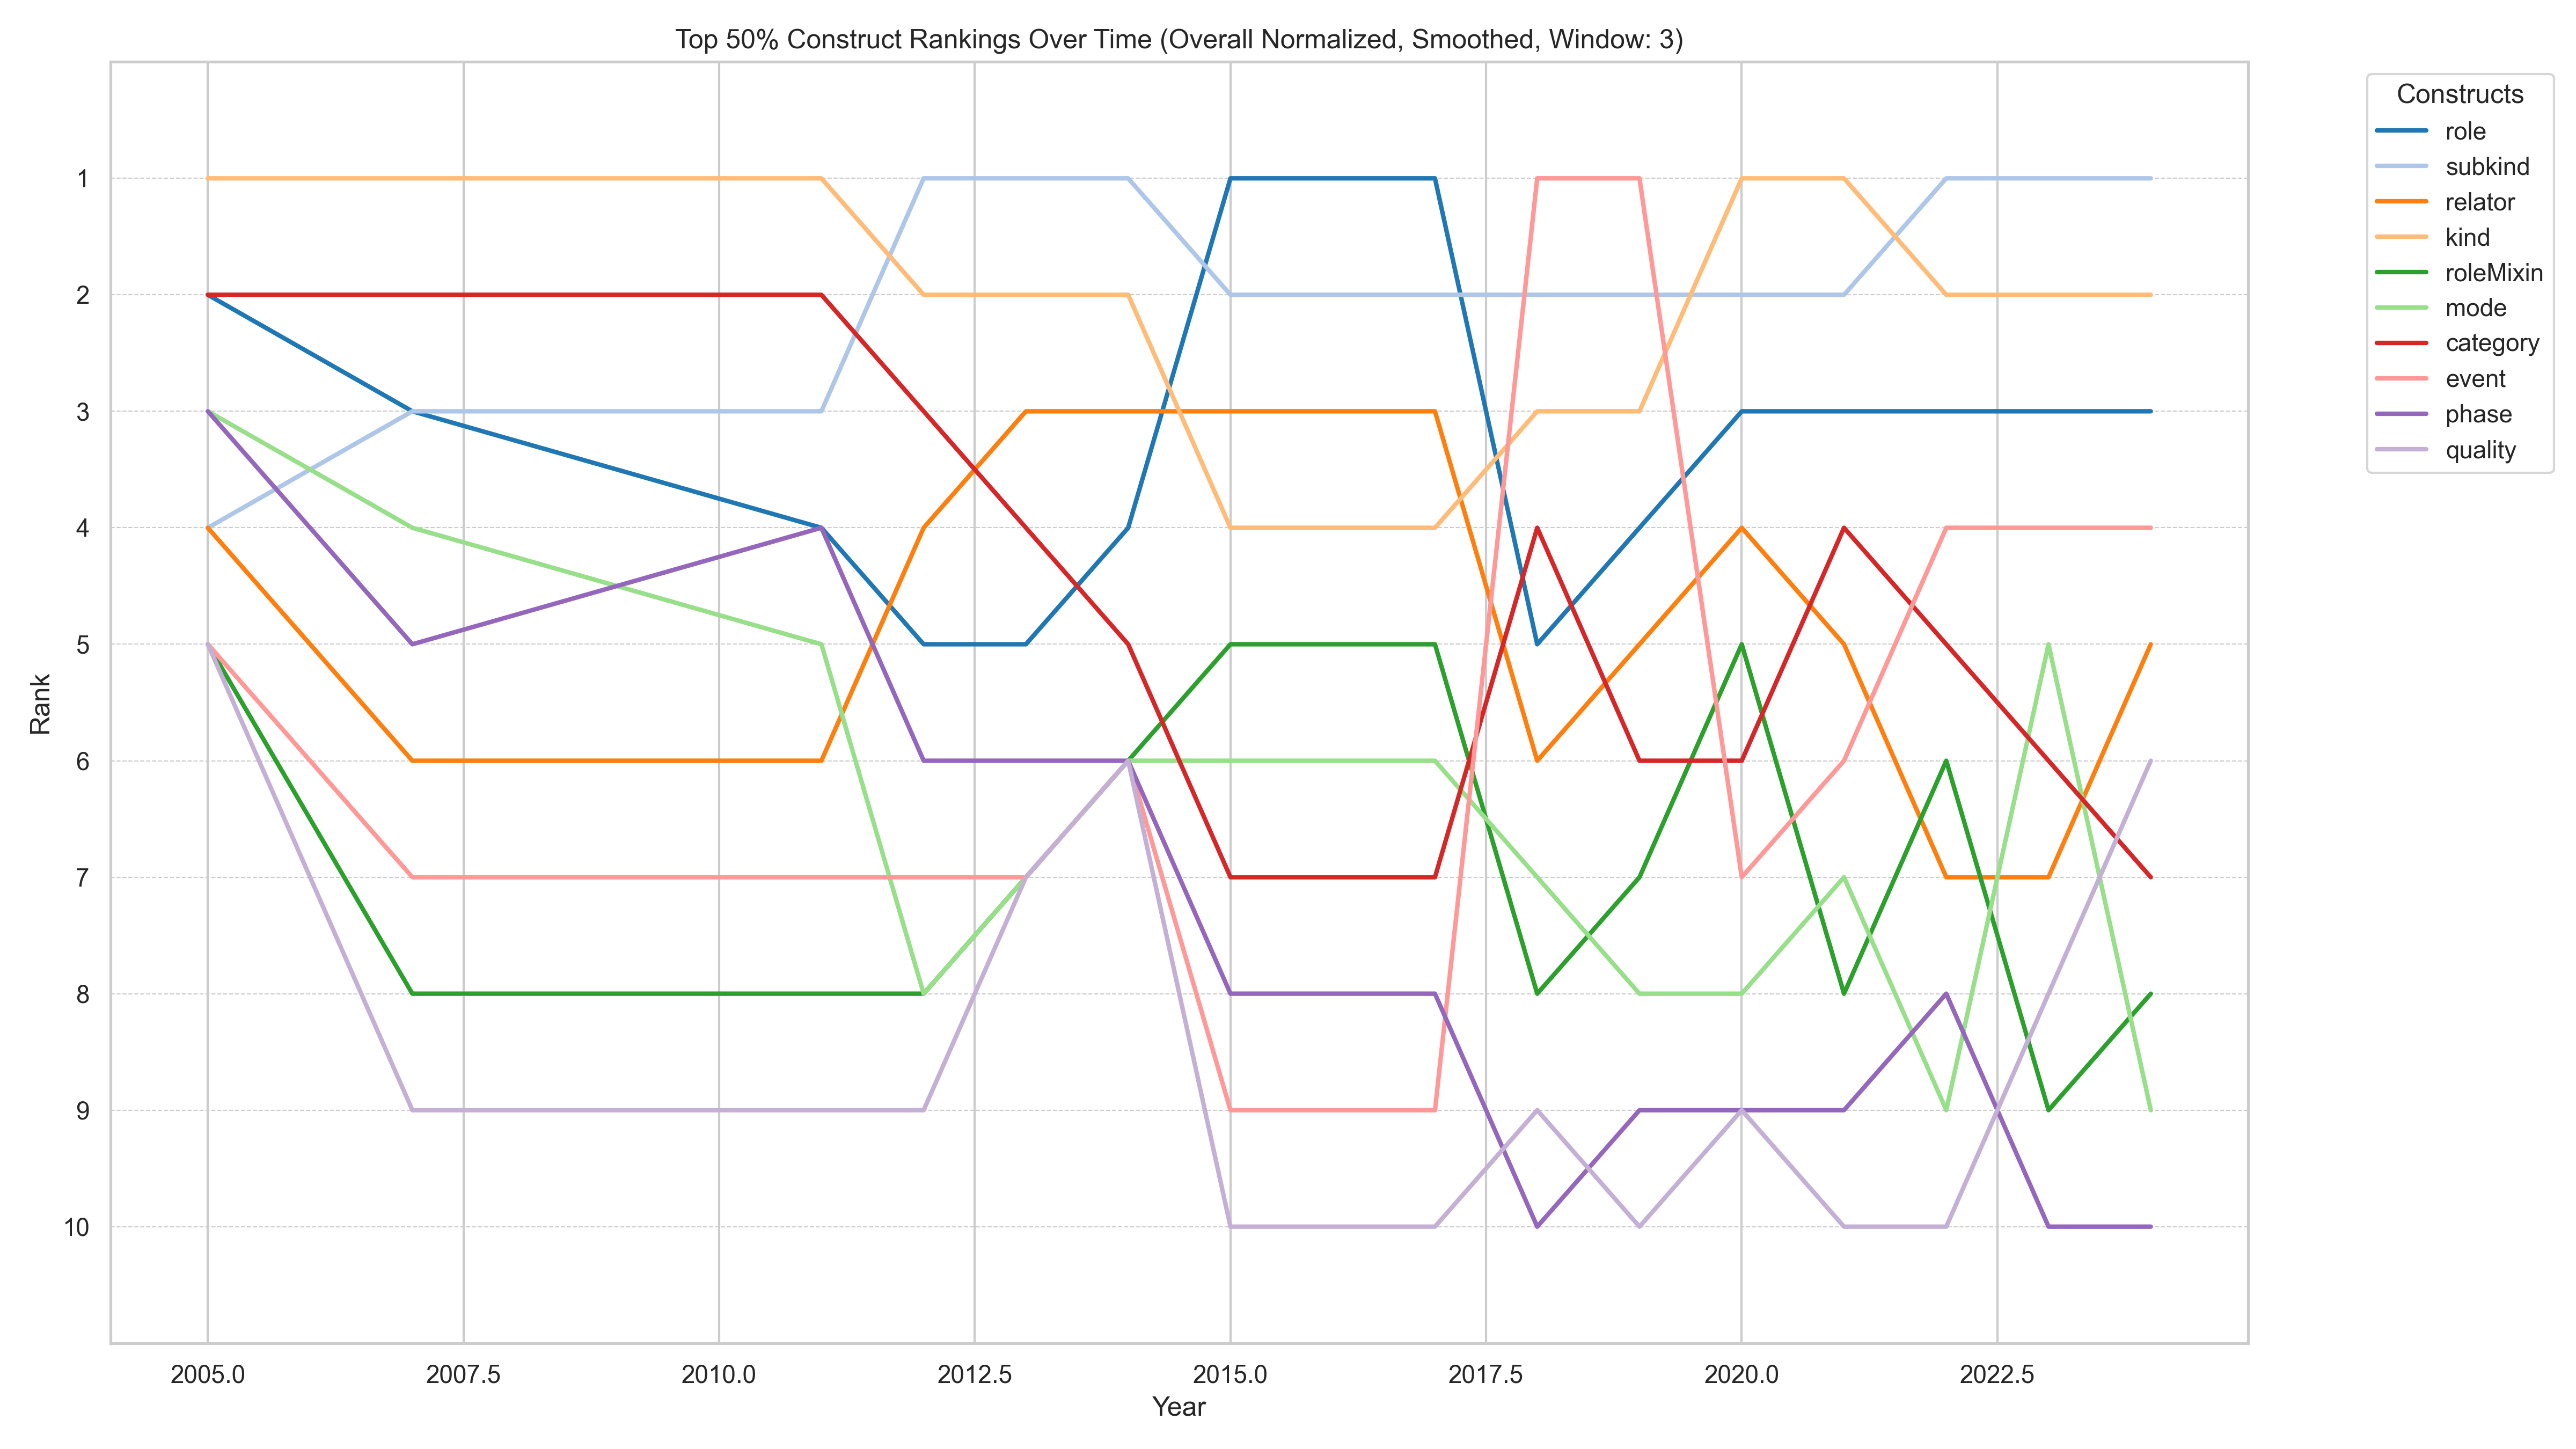 Top 50% Construct Rankings Over Time (Overall Normalized, Smoothed, Window: 3)
Constructs
role
subkind
relator
kind
roleMixin
mode
category
event
phase
quality
Rank
1
2
3
4
5
6
7
8
9
10
2005.0 2007.5 2010.0 2012.5 2015.0 2017.5 2020.0 2022.5
Year